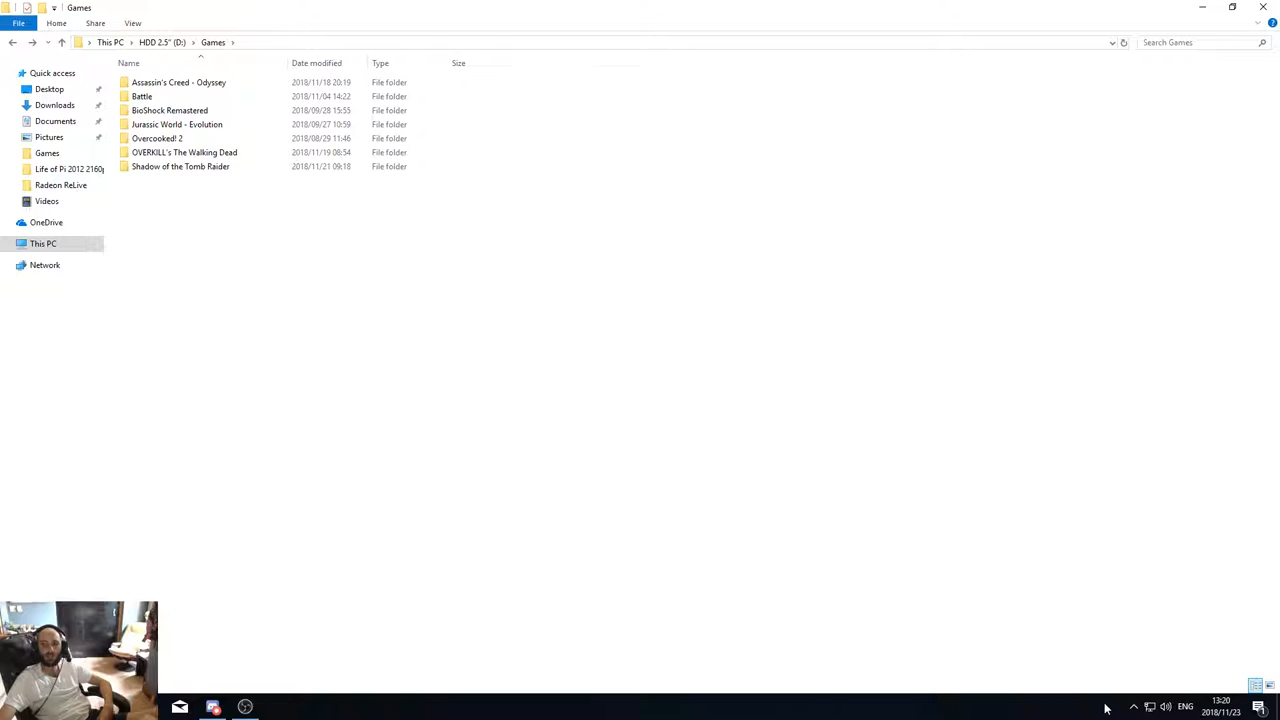 Games
File Home Share View
This PC HDD 2.5" (D:) Games Search Games
Name Date modified Type Size
Quick access
Desktop
Downloads
Documents
Pictures
Games
Life of Pi 2012 2160p
Radeon ReLive
Videos
OneDrive
This PC
Network
Assassin's Creed - Odyssey 2018/11/18 20:19 File folder
Battle 2018/11/04 14:22 File folder
BioShock Remastered 2018/09/28 15:55 File folder
Jurassic World - Evolution 2018/09/27 10:59 File folder
Overcooked! 2 2018/08/29 11:46 File folder
OVERKILL's The Walking Dead 2018/11/19 08:54 File folder
Shadow of the Tomb Raider 2018/11/21 09:18 File folder
ENG
13:20
2018/11/23
1